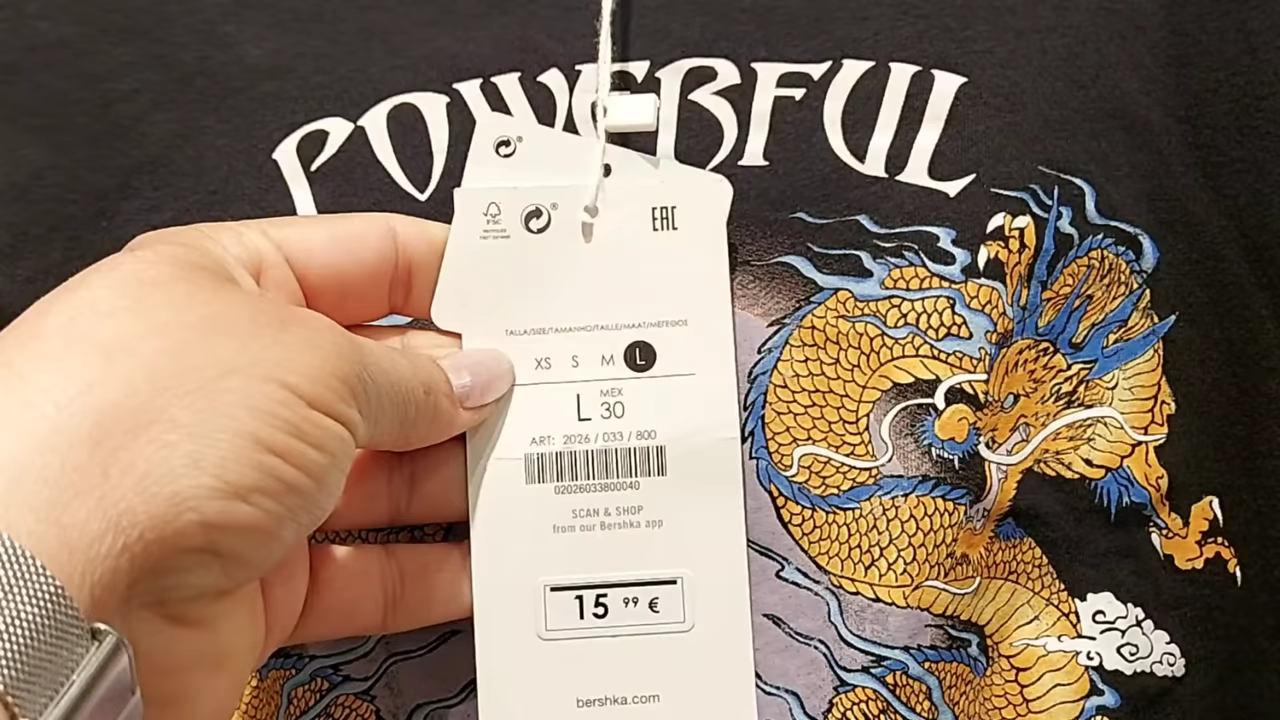 POWERFUL
®
FSC
®
EAC
TALLA/SIZE/TAMANHO/TAILLE/MAAT/ΜΕΓΕΘΟΣ
XS S M L
MEX
L 30
ART: 2026 / 033 / 800
02026033800040
SCAN & SHOP
from our Bershka app
15 99 €
bershka.com